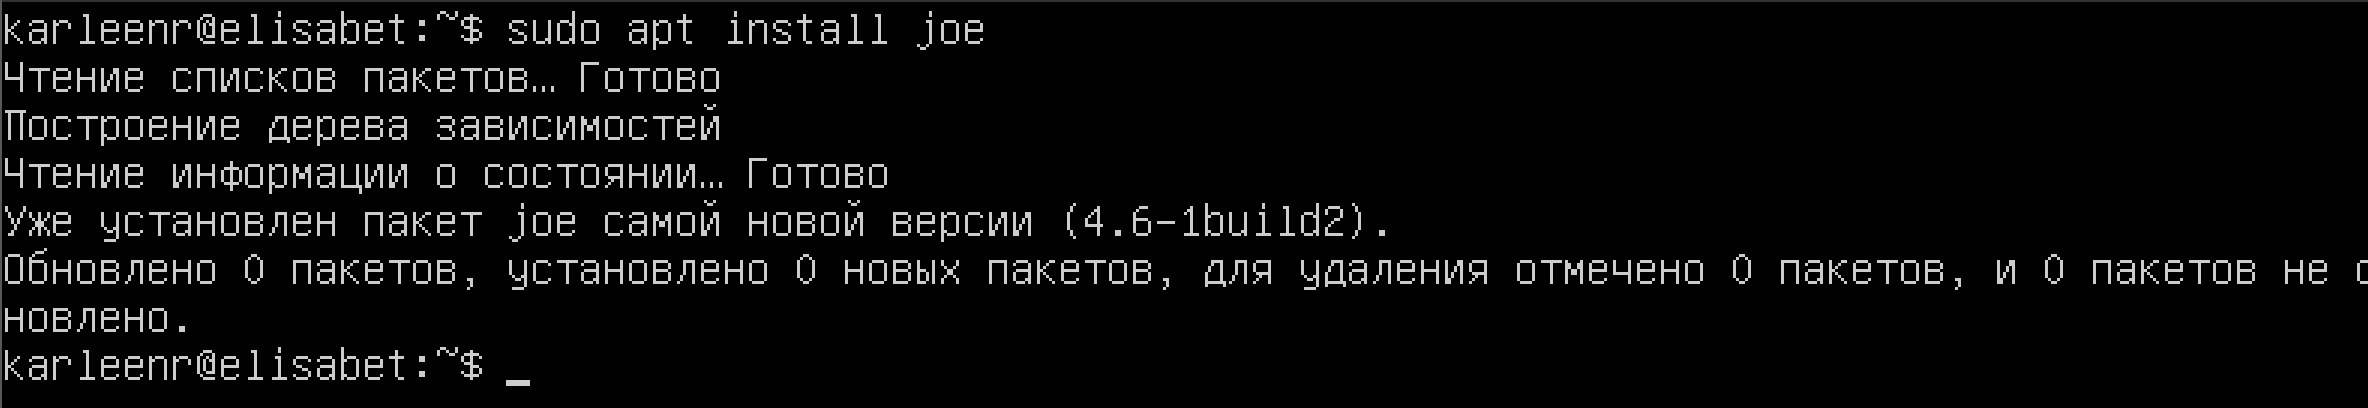 karleenr@elisabet:~$ sudo apt install joe
Чтение списков пакетов… Готово
Построение дерева зависимостей
Чтение информации о состоянии… Готово
Уже установлен пакет joe самой новой версии (4.6-1build2).
Обновлено 0 пакетов, установлено 0 новых пакетов, для удаления отмечено 0 пакетов, и 0 пакетов не о
новлено.
karleenr@elisabet:~$ _